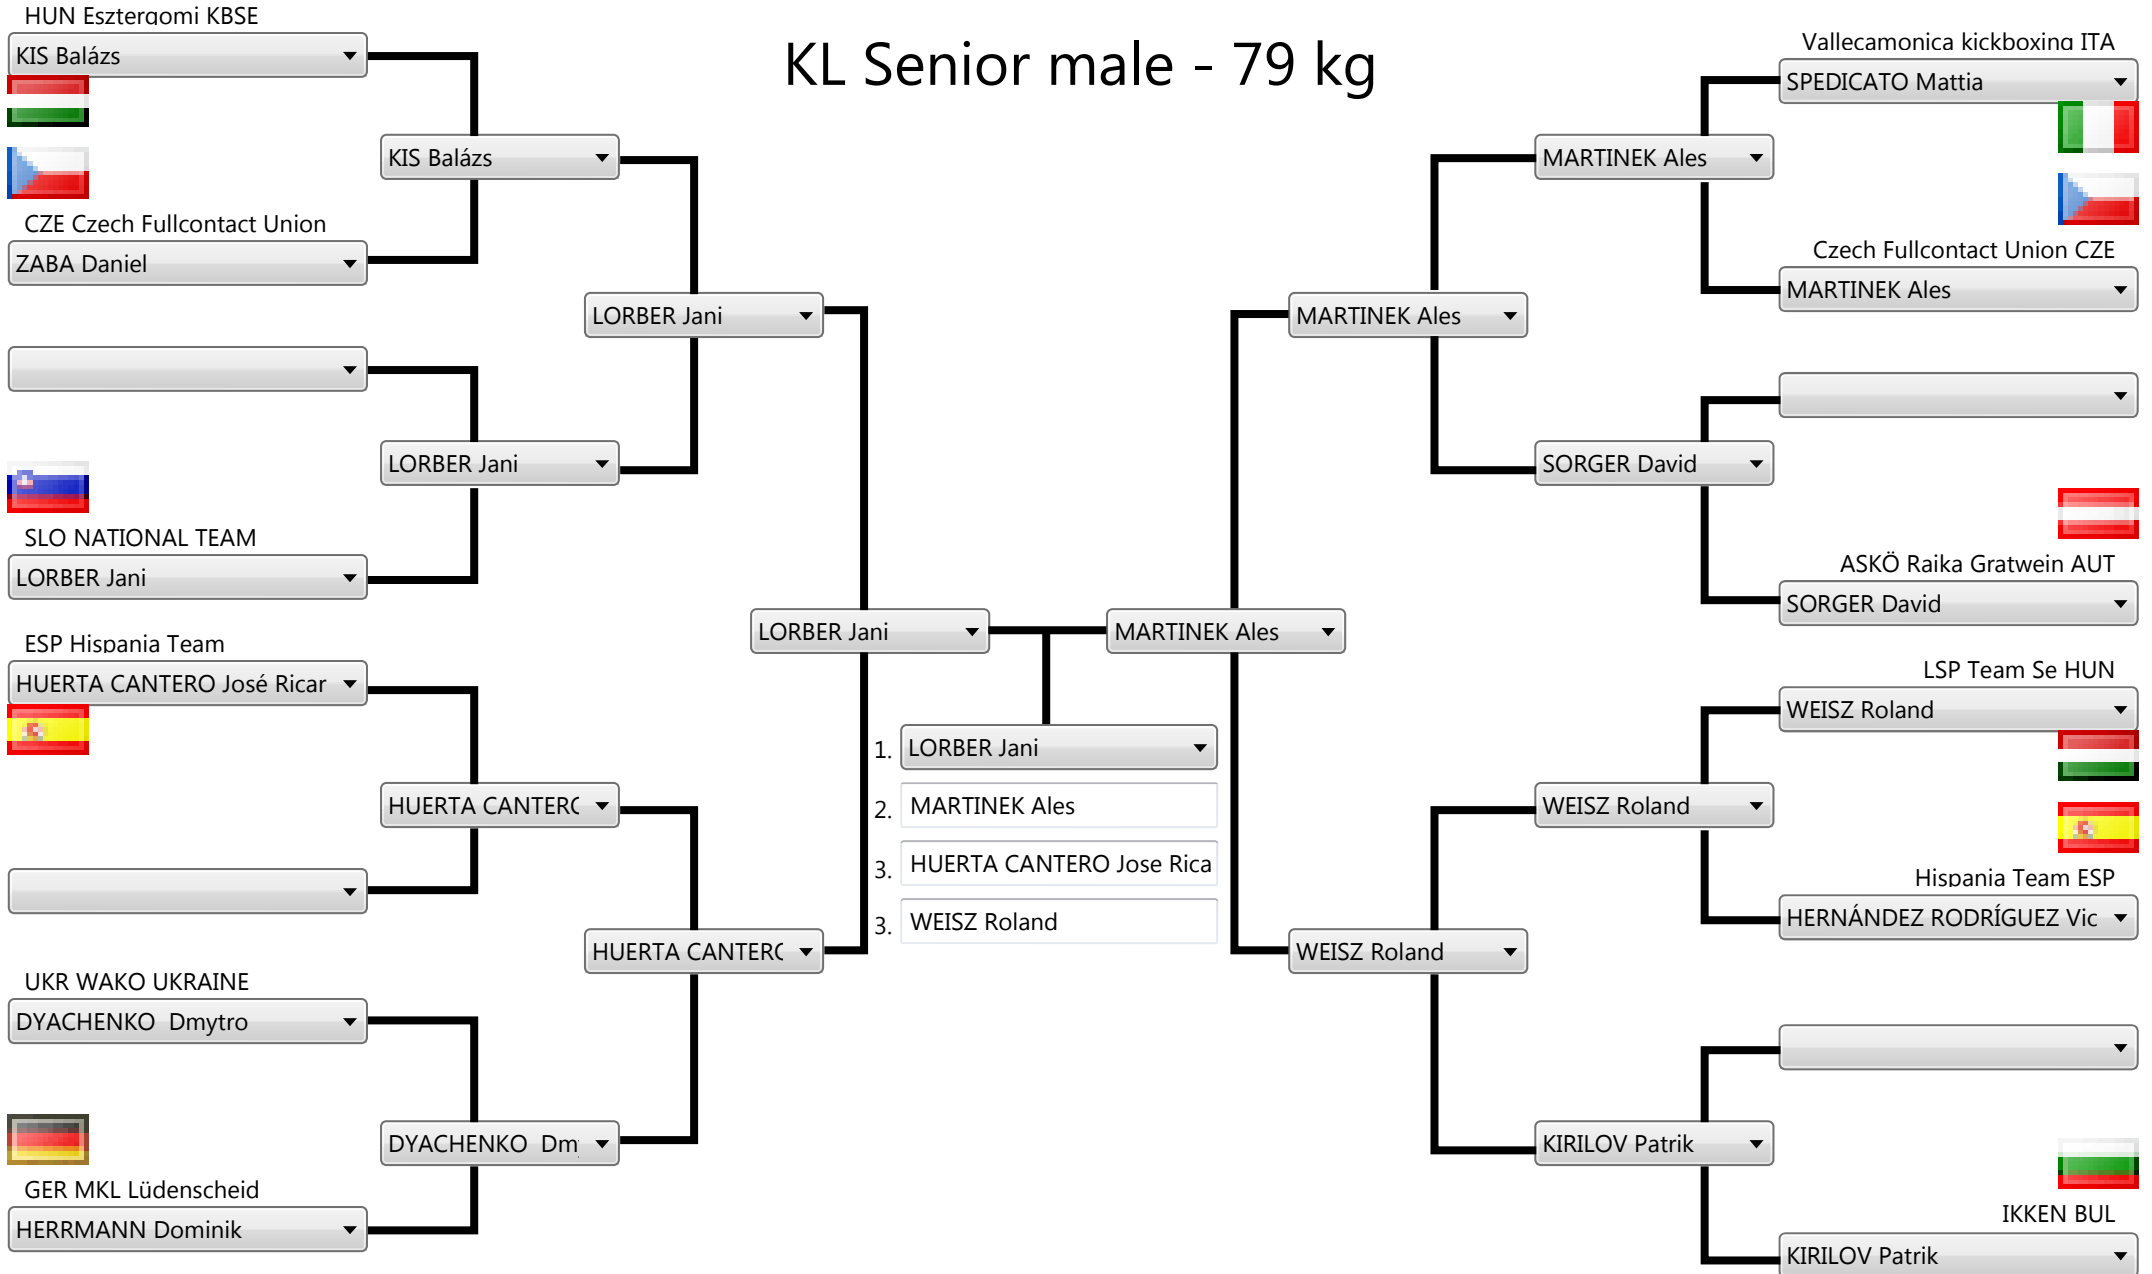 KL Senior male - 79 kg
HUN Esztergomi KBSE
KIS Balázs
CZE Czech Fullcontact Union
ZABA Daniel
SLO NATIONAL TEAM
LORBER Jani
ESP Hispania Team
HUERTA CANTERO José Ricar
UKR WAKO UKRAINE
DYACHENKO  Dmytro
GER MKL Lüdenscheid
HERRMANN Dominik
KIS Balázs
LORBER Jani
HUERTA CANTERO
DYACHENKO  Dm
LORBER Jani
HUERTA CANTERO
LORBER Jani
MARTINEK Ales
1. LORBER Jani
2. MARTINEK Ales
3. HUERTA CANTERO Jose Rica
3. WEISZ Roland
MARTINEK Ales
WEISZ Roland
MARTINEK Ales
SORGER David
WEISZ Roland
KIRILOV Patrik
Vallecamonica kickboxing ITA
SPEDICATO Mattia
Czech Fullcontact Union CZE
MARTINEK Ales
ASKÖ Raika Gratwein AUT
SORGER David
LSP Team Se HUN
WEISZ Roland
Hispania Team ESP
HERNÁNDEZ RODRÍGUEZ Vic
IKKEN BUL
KIRILOV Patrik